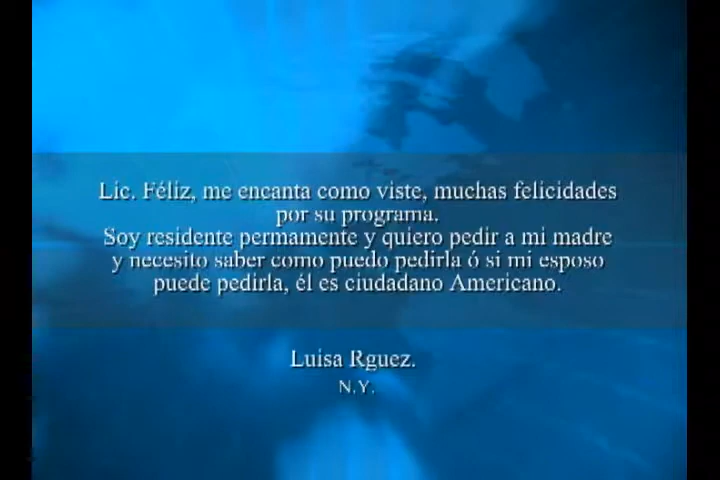 Lic. Féliz, me encanta como viste, muchas felicidades
por su programa.
Soy residente permamente y quiero pedir a mi madre
y necesito saber como puedo pedirla ó si mi esposo
puede pedirla, él es ciudadano Americano.
Luisa Rguez.
N.Y.